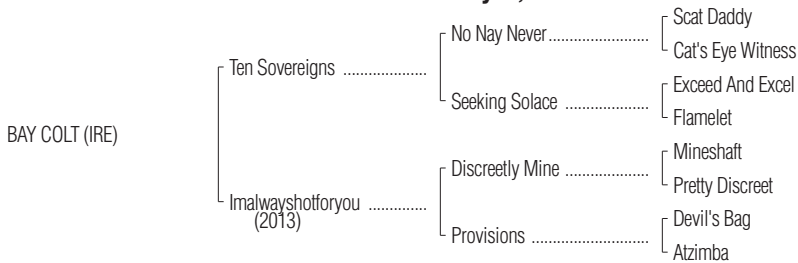 Scat Daddy
No Nay Never.....................
Cat's Eye Witness
Ten Sovereigns .....................
Exceed And Excel
Seeking Solace .....................
Flamelet
BAY COLT (IRE)
Mineshaft
Discreetly Mine .....................
Pretty Discreet
Imalwayshotforyou ...............
(2013)
Devil's Bag
Provisions .............................
Atzimba